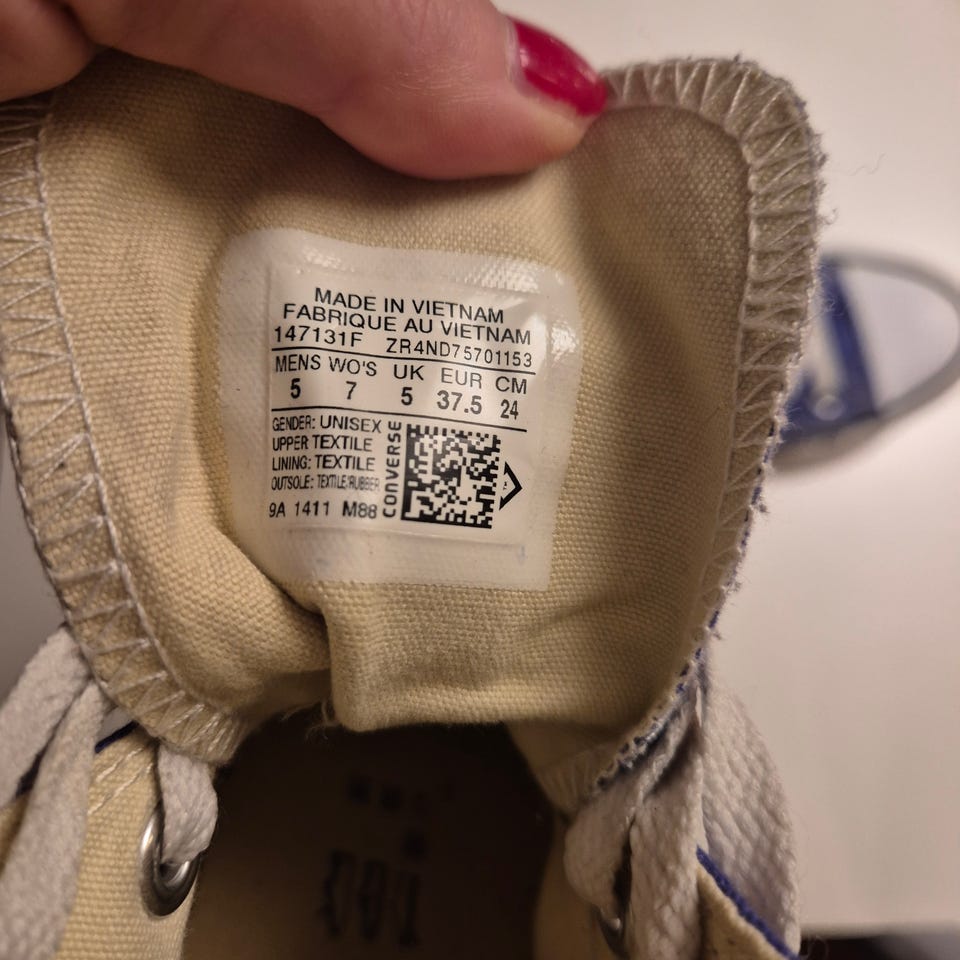 MADE IN VIETNAM
FABRIQUE AU VIETNAM
147131F ZR4ND75701153
MENS WO'S UK EUR CM
5 7 5 37.5 24
GENDER: UNISEX
UPPER TEXTILE
LINING: TEXTILE
OUTSOLE: TEXTILE/RUBBER
9A 1411 M88
CONVERSE